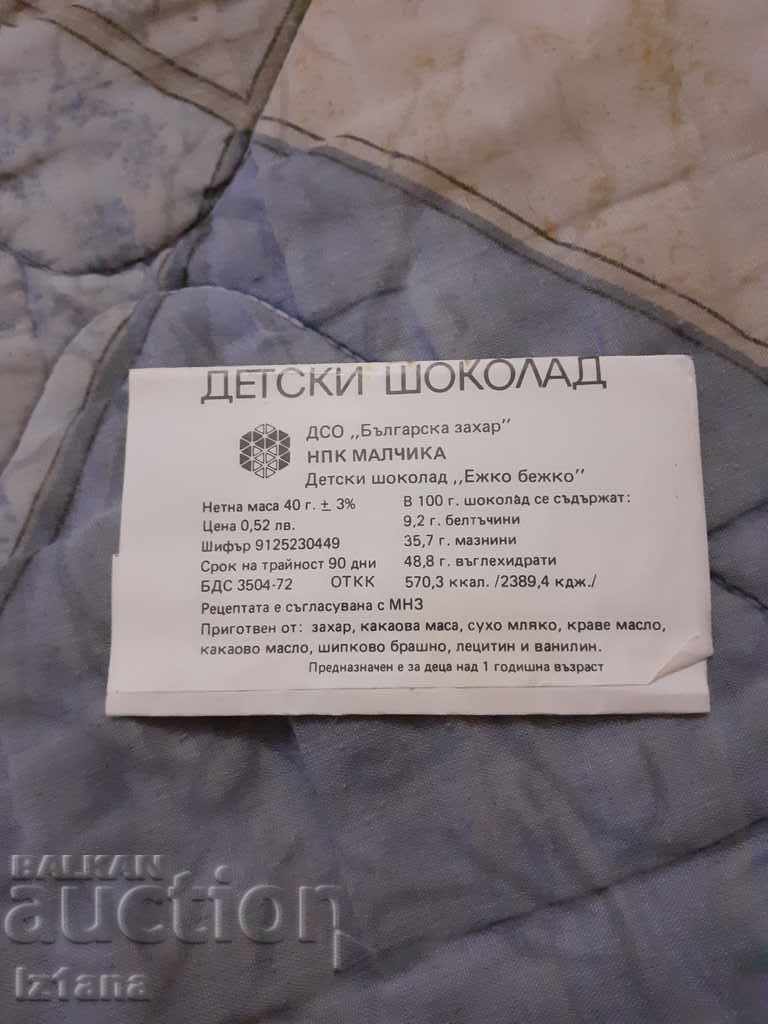 ДЕТСКИ ШОКОЛАД
ДСО „Българска захар"
НПК МАЛЧИКА
Детски шоколад „Ежко бежко"
Нетна маса 40 г. ± 3%
Цена 0,52 лв.
Шифър 9125230449
Срок на трайност 90 дни
БДС 3504-72 ОТКК
В 100 г. шоколад се съдържат:
9,2 г. белтъчини
35,7 г. мазнини
48,8 г. въглехидрати
570,3 ккал. /2389,4 кдж./
Рецептата е съгласувана с МНЗ
Приготвен от: захар, какаова маса, сухо мляко, краве масло,
какаово масло, шипково брашно, лецитин и ванилин.
Предназначен е за деца над 1 годишна възраст
BALKAN
auction
Iz1ana